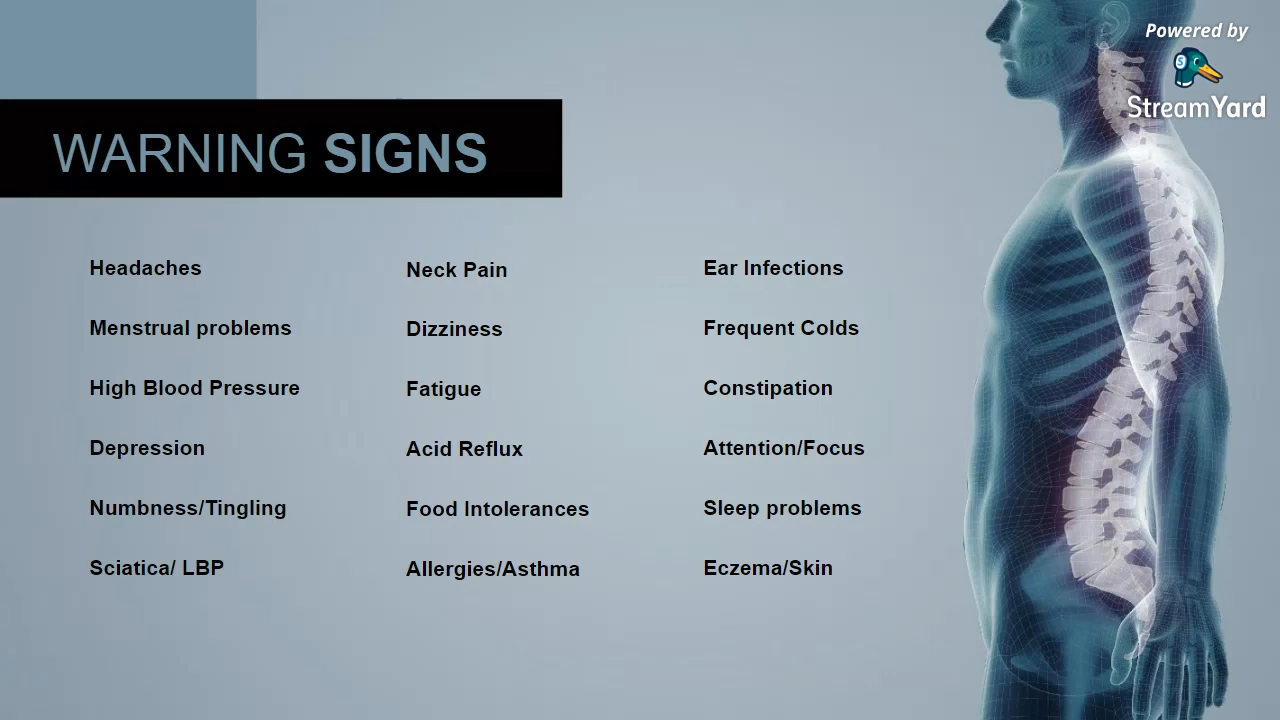 Powered by
StreamYard
WARNING SIGNS
Headaches
Menstrual problems
High Blood Pressure
Depression
Numbness/Tingling
Sciatica/ LBP
Neck Pain
Dizziness
Fatigue
Acid Reflux
Food Intolerances
Allergies/Asthma
Ear Infections
Frequent Colds
Constipation
Attention/Focus
Sleep problems
Eczema/Skin